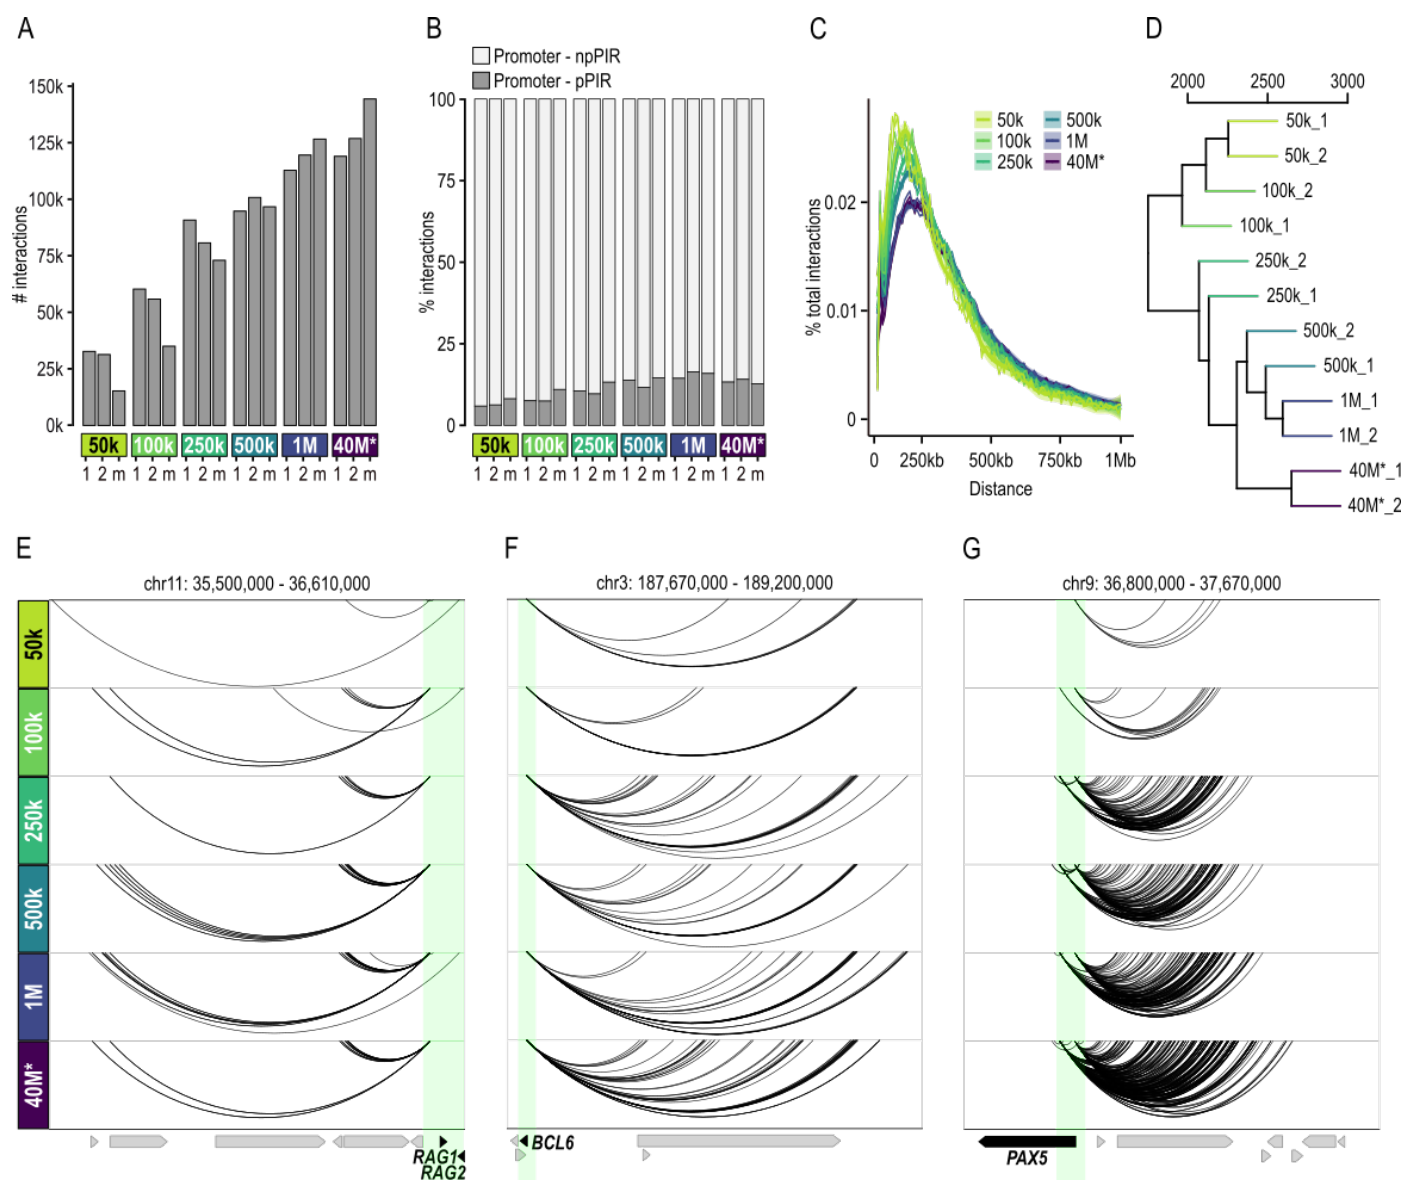 A
150k
125k
100k
75k
50k
25k
0k
# interactions
50k 100k 250k 500k 1M 40M*
1 2 m 1 2 m 1 2 m 1 2 m 1 2 m 1 2 m
B
Promoter - npPIR
Promoter - pPIR
100
75
50
25
0
% interactions
50k 100k 250k 500k 1M 40M*
1 2 m 1 2 m 1 2 m 1 2 m 1 2 m 1 2 m
C
50k 500k
100k 1M
250k 40M*
0.02
0.01
0
% total interactions
0 250kb 500kb 750kb 1Mb
Distance
D
2000 2500 3000
50k_1
50k_2
100k_2
100k_1
250k_2
250k_1
500k_2
500k_1
1M_1
1M_2
40M*_1
40M*_2
E
chr11: 35,500,000 - 36,610,000
50k
100k
250k
500k
1M
40M*
RAG1
RAG2
F
chr3: 187,670,000 - 189,200,000
BCL6
G
chr9: 36,800,000 - 37,670,000
PAX5